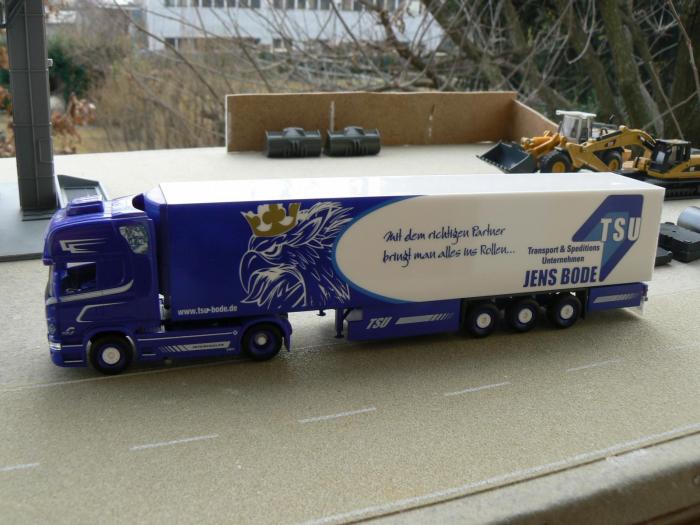 Mit dem richtigen Partner
bringt man alles ins Rollen...
TSU
Transport & Speditions
Unternehmen
JENS BODE
www.tsu-bode.de
TSU